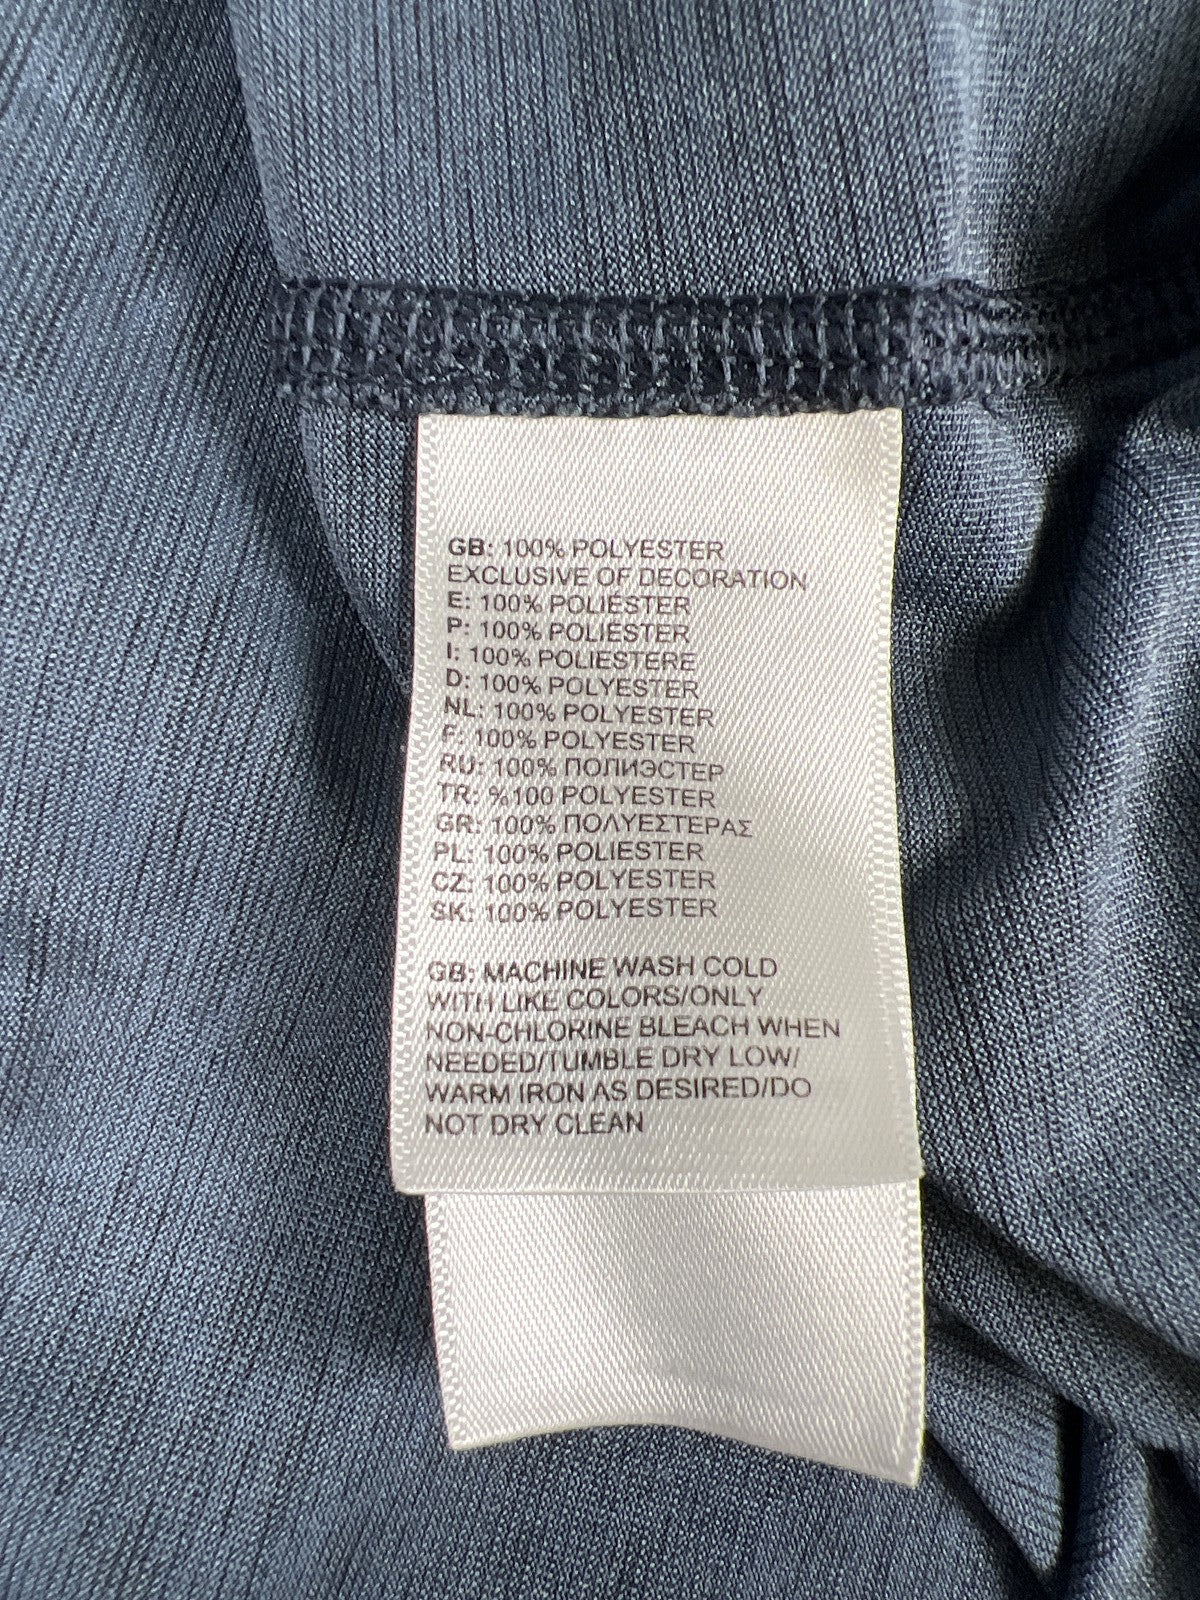 GB: 100% POLYESTER
EXCLUSIVE OF DECORATION
E: 100% POLIÉSTER
P: 100% POLIESTER
I: 100% POLIESTERE
D: 100% POLYESTER
NL: 100% POLYESTER
F: 100% POLYESTER
RU: 100% ПОЛИЭСТЕР
TR: %100 POLYESTER
GR: 100% ΠΟΛΥΕΣΤΕΡΑΣ
PL: 100% POLIESTER
CZ: 100% POLYESTER
SK: 100% POLYESTER
GB: MACHINE WASH COLD
WITH LIKE COLORS/ONLY
NON-CHLORINE BLEACH WHEN
NEEDED/TUMBLE DRY LOW/
WARM IRON AS DESIRED/DO
NOT DRY CLEAN